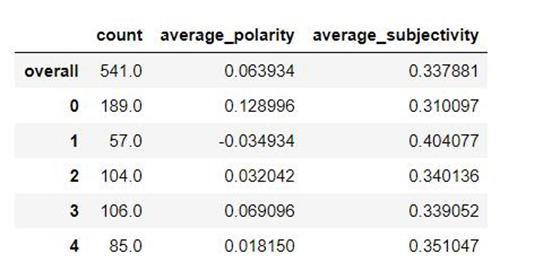 count average_polarity average_subjectivity
overall 541.0 0.063934 0.337881
0 189.0 0.128996 0.310097
1 57.0 -0.034934 0.404077
2 104.0 0.032042 0.340136
3 106.0 0.069096 0.339052
4 85.0 0.018150 0.351047